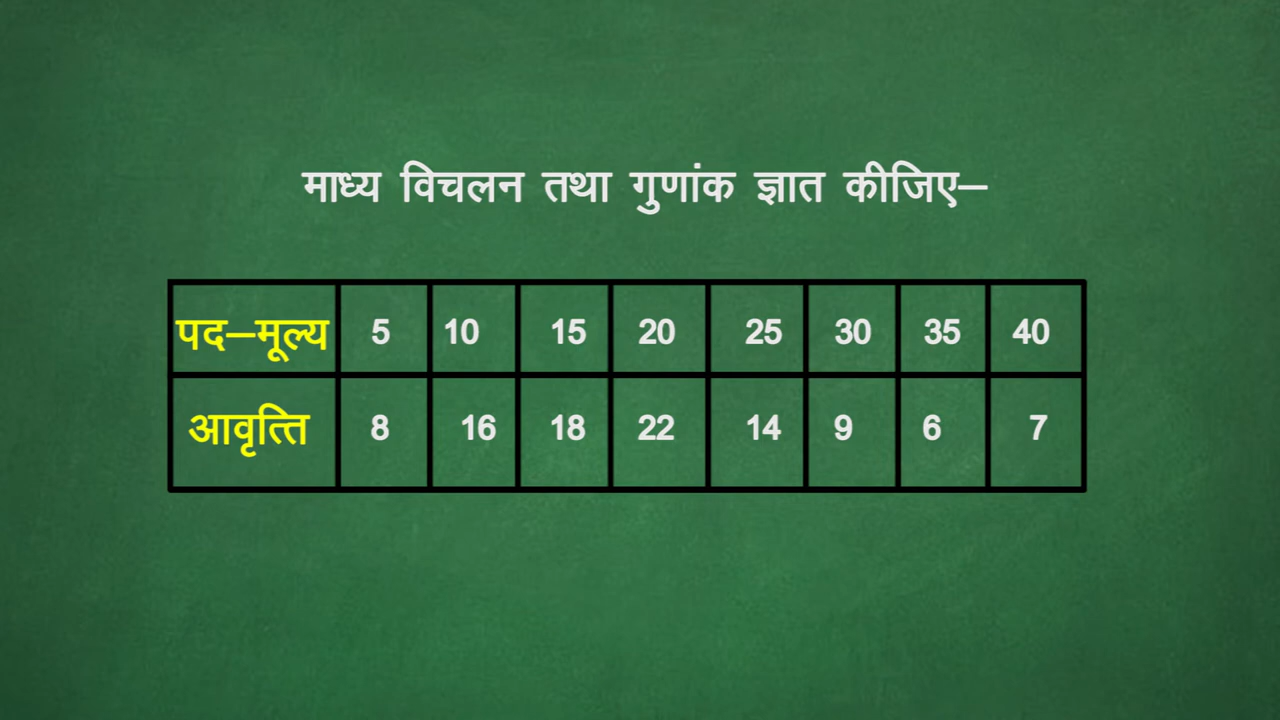 माध्य विचलन तथा गुणांक ज्ञात कीजिए–
पद–मूल्य 5 10 15 20 25 30 35 40
आवृत्ति 8 16 18 22 14 9 6 7